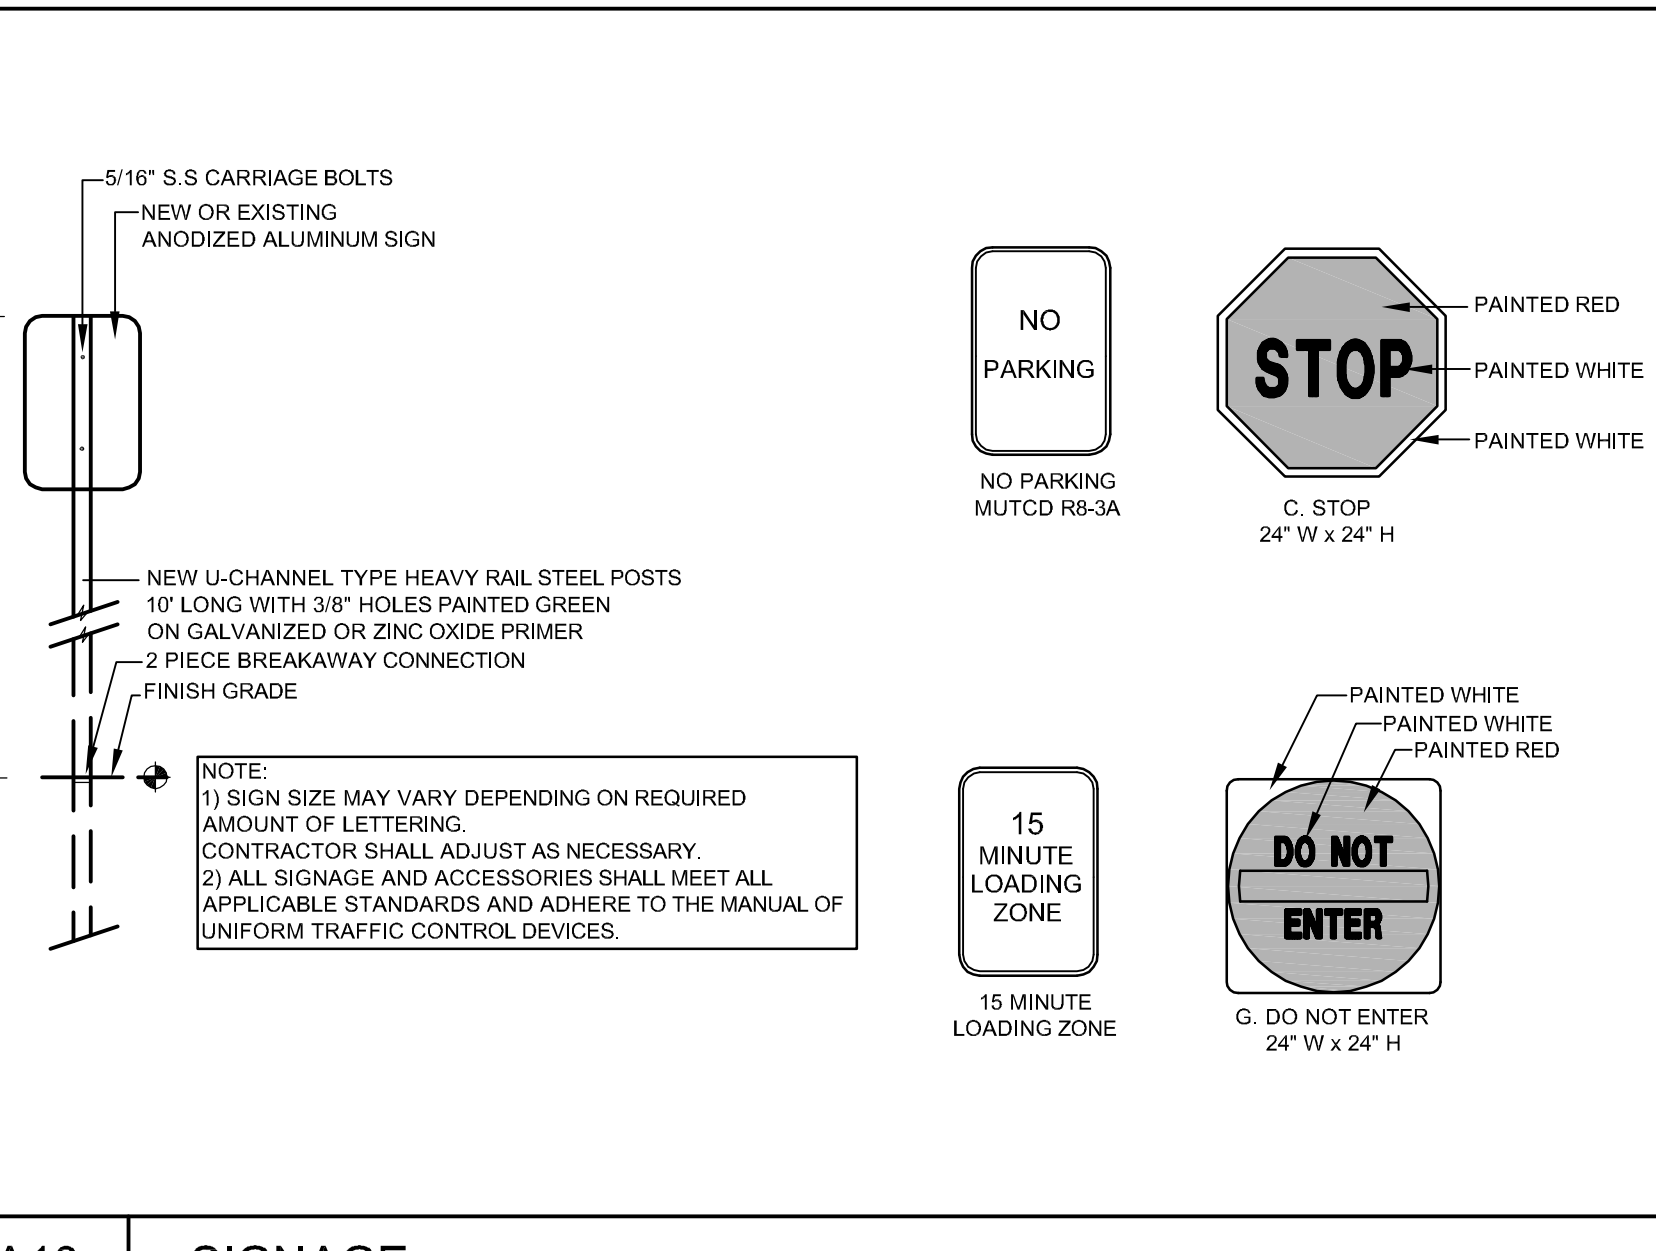 5/16" S.S CARRIAGE BOLTS
NEW OR EXISTING
ANODIZED ALUMINUM SIGN
NEW U-CHANNEL TYPE HEAVY RAIL STEEL POSTS
10' LONG WITH 3/8" HOLES PAINTED GREEN
ON GALVANIZED OR ZINC OXIDE PRIMER
2 PIECE BREAKAWAY CONNECTION
FINISH GRADE
NOTE:
1) SIGN SIZE MAY VARY DEPENDING ON REQUIRED
AMOUNT OF LETTERING.
CONTRACTOR SHALL ADJUST AS NECESSARY.
2) ALL SIGNAGE AND ACCESSORIES SHALL MEET ALL
APPLICABLE STANDARDS AND ADHERE TO THE MANUAL OF
UNIFORM TRAFFIC CONTROL DEVICES.
NO
PARKING
NO PARKING
MUTCD R8-3A
STOP
PAINTED RED
PAINTED WHITE
PAINTED WHITE
C. STOP
24" W x 24" H
15
MINUTE
LOADING
ZONE
15 MINUTE
LOADING ZONE
PAINTED WHITE
PAINTED WHITE
PAINTED RED
DO NOT
ENTER
G. DO NOT ENTER
24" W x 24" H
SIGNAGE